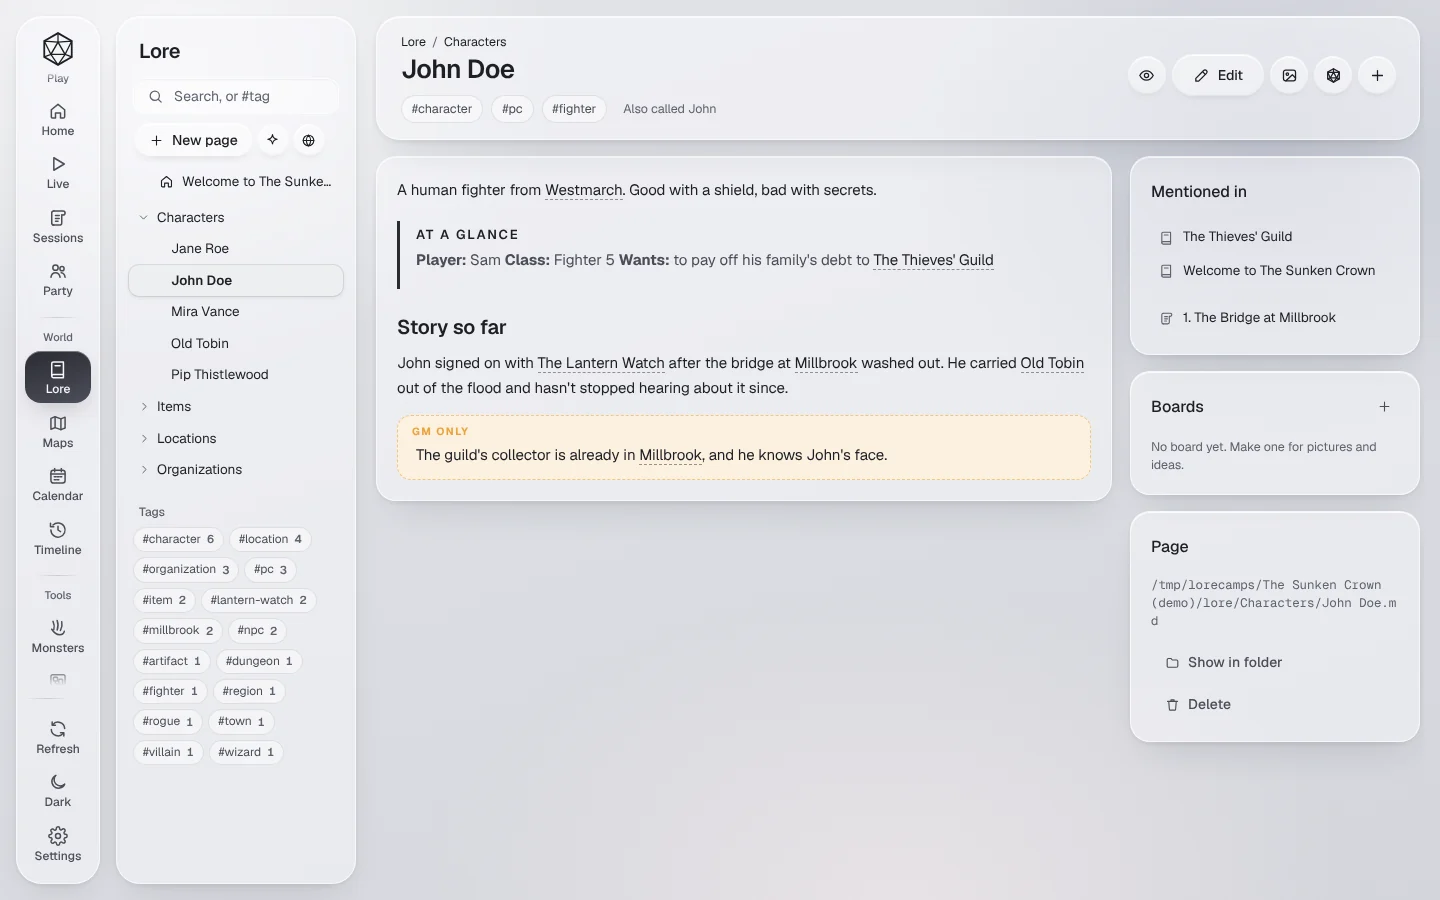 Play
Home
Live
Sessions
Party
World
Lore
Maps
Calendar
Timeline
Tools
Monsters
Refresh
Dark
Settings
Lore
Search, or #tag
New page
Welcome to The Sunke...
Characters
Jane Roe
John Doe
Mira Vance
Old Tobin
Pip Thistlewood
Items
Locations
Organizations
Tags
#character 6 #location 4
#organization 3 #pc 3
#item 2 #lantern-watch 2
#millbrook 2 #npc 2
#artifact 1 #dungeon 1
#fighter 1 #region 1
#rogue 1 #town 1
#villain 1 #wizard 1
Lore / Characters
John Doe
#character #pc #fighter Also called John
Edit
A human fighter from Westmarch. Good with a shield, bad with secrets.
AT A GLANCE
Player: Sam Class: Fighter 5 Wants: to pay off his family's debt to The Thieves' Guild
Story so far
John signed on with The Lantern Watch after the bridge at Millbrook washed out. He carried Old Tobin
out of the flood and hasn't stopped hearing about it since.
GM ONLY
The guild's collector is already in Millbrook, and he knows John's face.
Mentioned in
The Thieves' Guild
Welcome to The Sunken Crown
1. The Bridge at Millbrook
Boards
No board yet. Make one for pictures and
ideas.
Page
/tmp/lorecamps/The Sunken Crown
(demo)/lore/Characters/John Doe.m
d
Show in folder
Delete